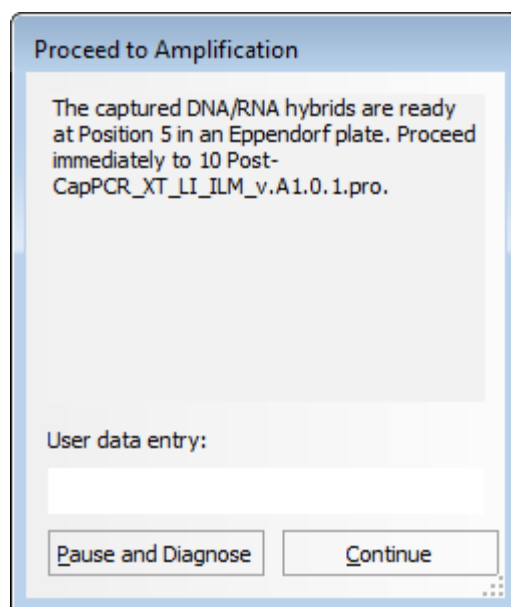 Proceed to Amplification
The captured DNA/RNA hybrids are ready
at Position 5 in an Eppendorf plate. Proceed
immediately to 10 Post-
CapPCR_XT_LI_ILM_v.A1.0.1.pro.
User data entry:
Pause and Diagnose Continue